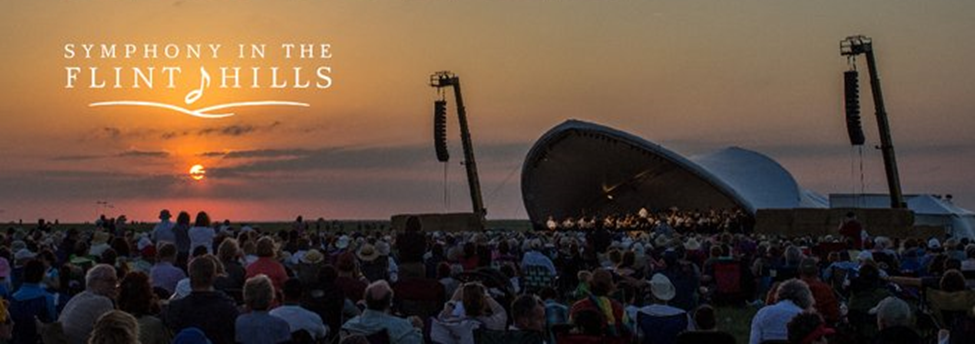 SYMPHONY IN THE
FLINT HILLS